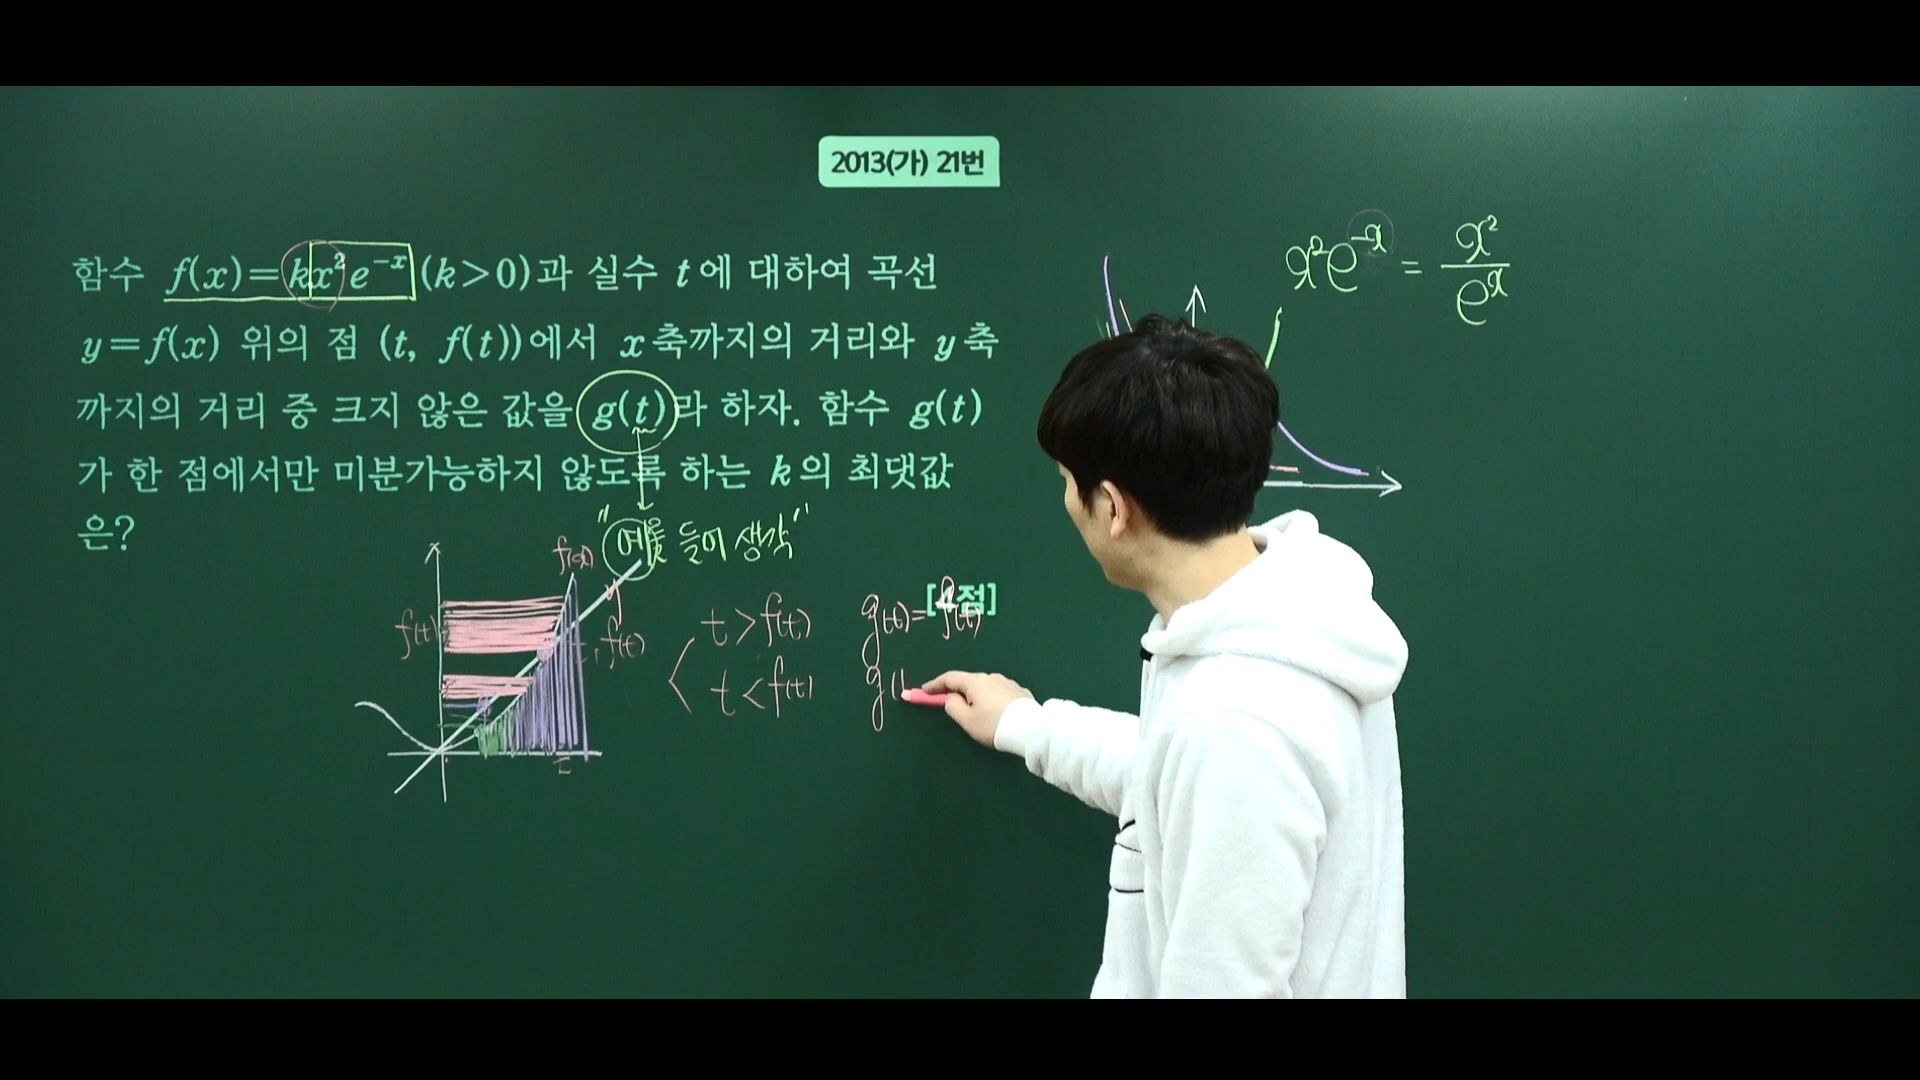 2013(가) 21번
함수 f(x)=kx²e⁻ˣ (k>0)과 실수 t에 대하여 곡선
y=f(x) 위의 점 (t, f(t))에서 x축까지의 거리와 y축
까지의 거리 중 크지 않은 값을 g(t)라 하자. 함수 g(t)
가 한 점에서만 미분가능하지 않도록 하는 k의 최댓값
은?
[4점]
x²e⁻ˣ = x²/eˣ
"예를 들어 생각"
f(x)
y
f(t)
t, f(t)
t
t>f(t) g(t)=f(t)
t<f(t) g(